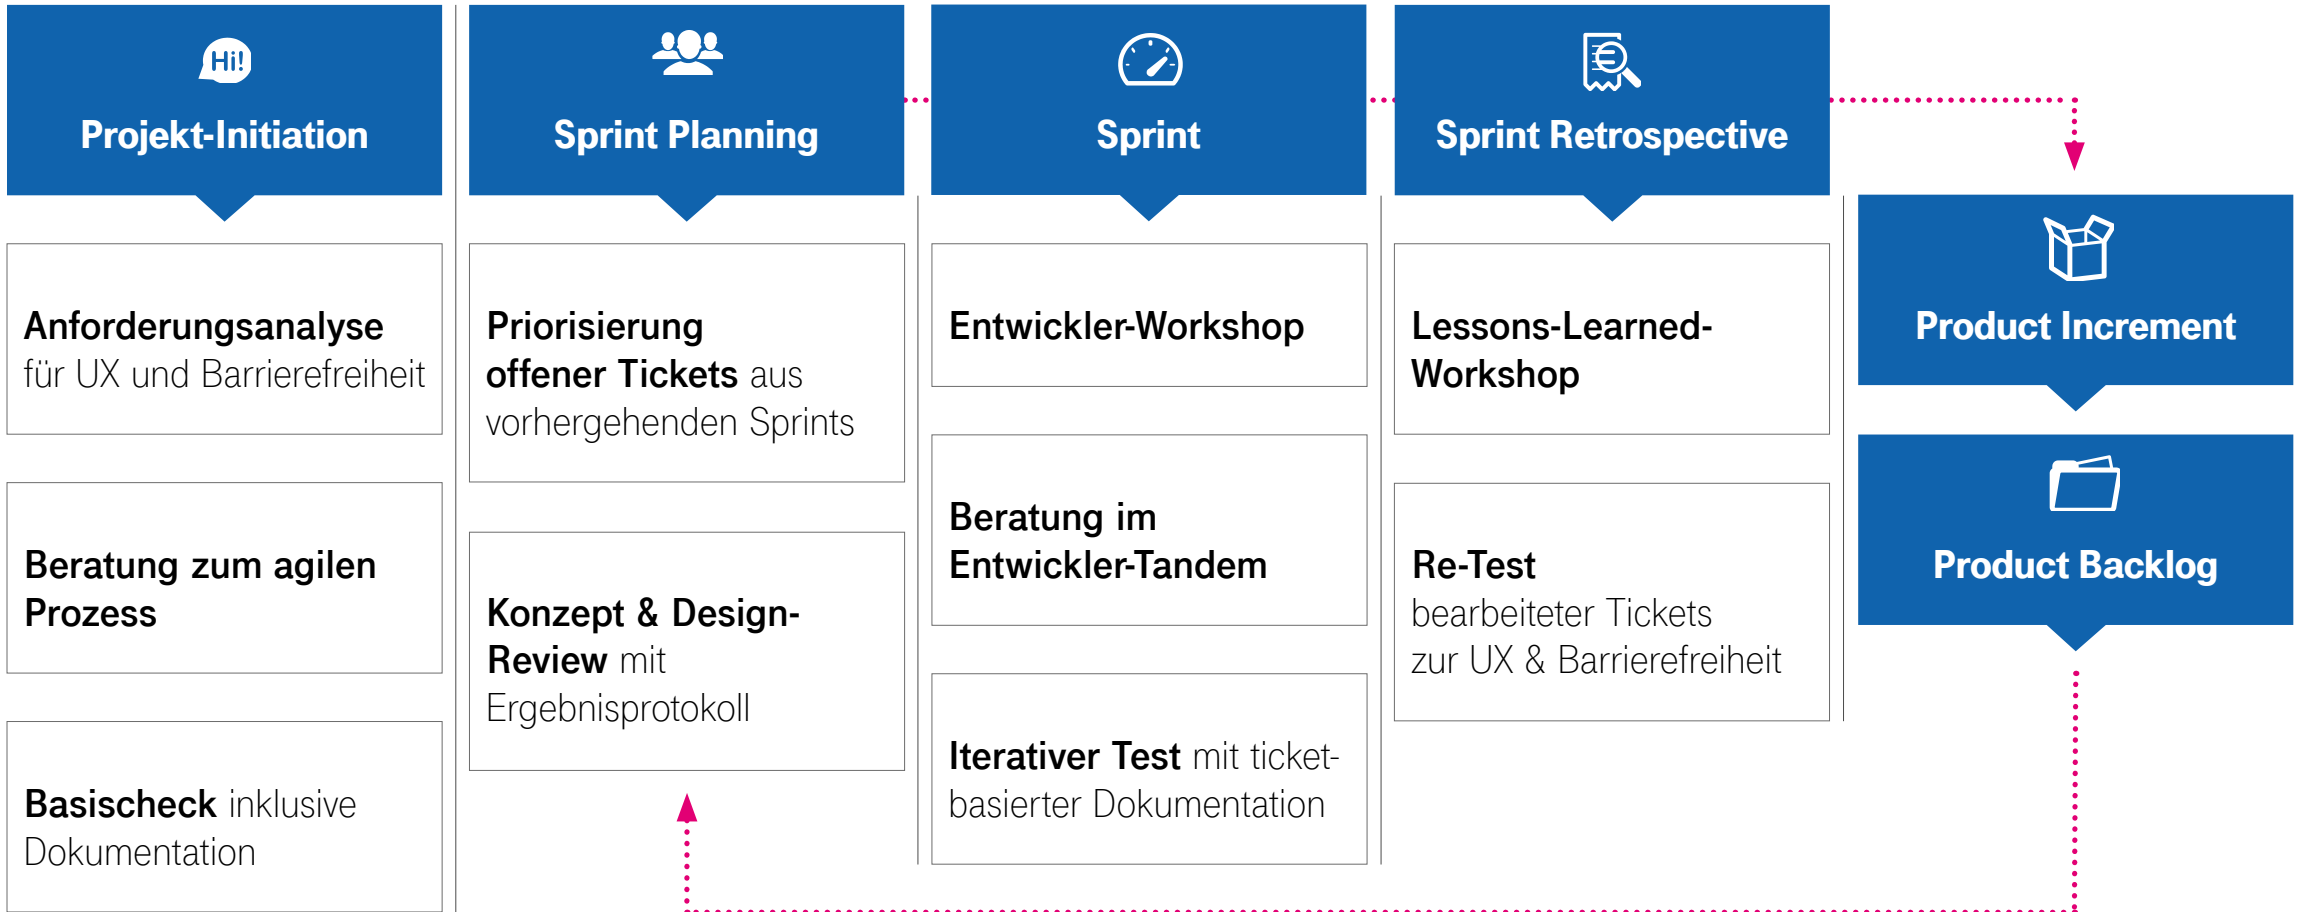 Hi!
Projekt-Initiation
Anforderungsanalyse
für UX und Barrierefreiheit
Beratung zum agilen
Prozess
Basischeck inklusive
Dokumentation
Sprint Planning
Priorisierung
offener Tickets aus
vorhergehenden Sprints
Konzept & Design-
Review mit
Ergebnisprotokoll
Sprint
Entwickler-Workshop
Beratung im
Entwickler-Tandem
Iterativer Test mit ticket-
basierter Dokumentation
Sprint Retrospective
Lessons-Learned-
Workshop
Re-Test
bearbeiteter Tickets
zur UX & Barrierefreiheit
Product Increment
Product Backlog